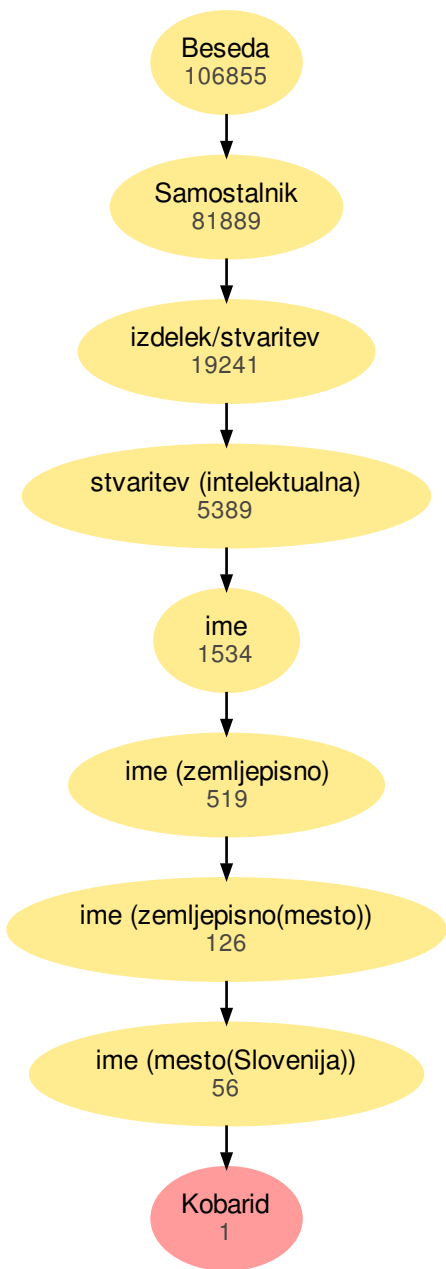 Beseda
106855
Samostalnik
81889
izdelek/stvaritev
19241
stvaritev (intelektualna)
5389
ime
1534
ime (zemljepisno)
519
ime (zemljepisno(mesto))
126
ime (mesto(Slovenija))
56
Kobarid
1